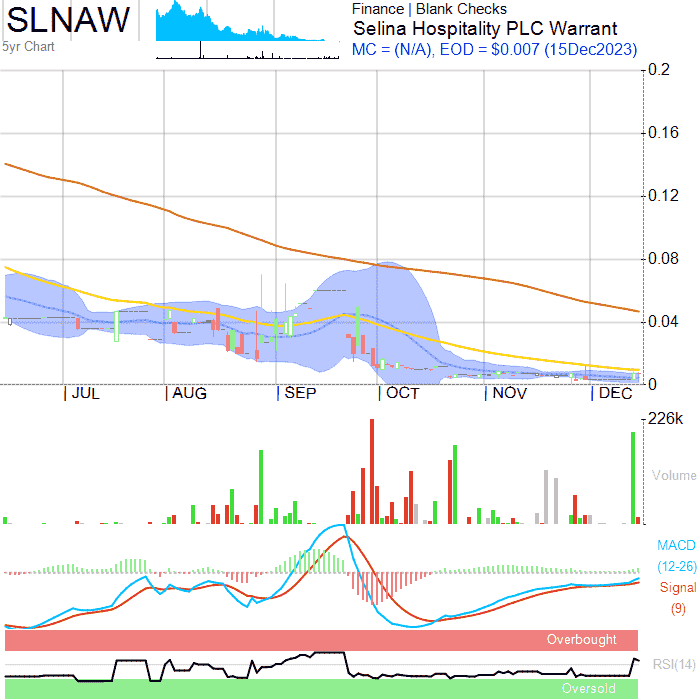 SLNAW
5yr Chart
Finance | Blank Checks
Selina Hospitality PLC Warrant
MC = (N/A), EOD = $0.007 (15Dec2023)
0.2
0.16
0.12
0.08
0.04
0
JUL AUG SEP OCT NOV DEC
226k
Volume
MACD
(12-26)
Signal
(9)
Overbought
RSI(14)
Oversold